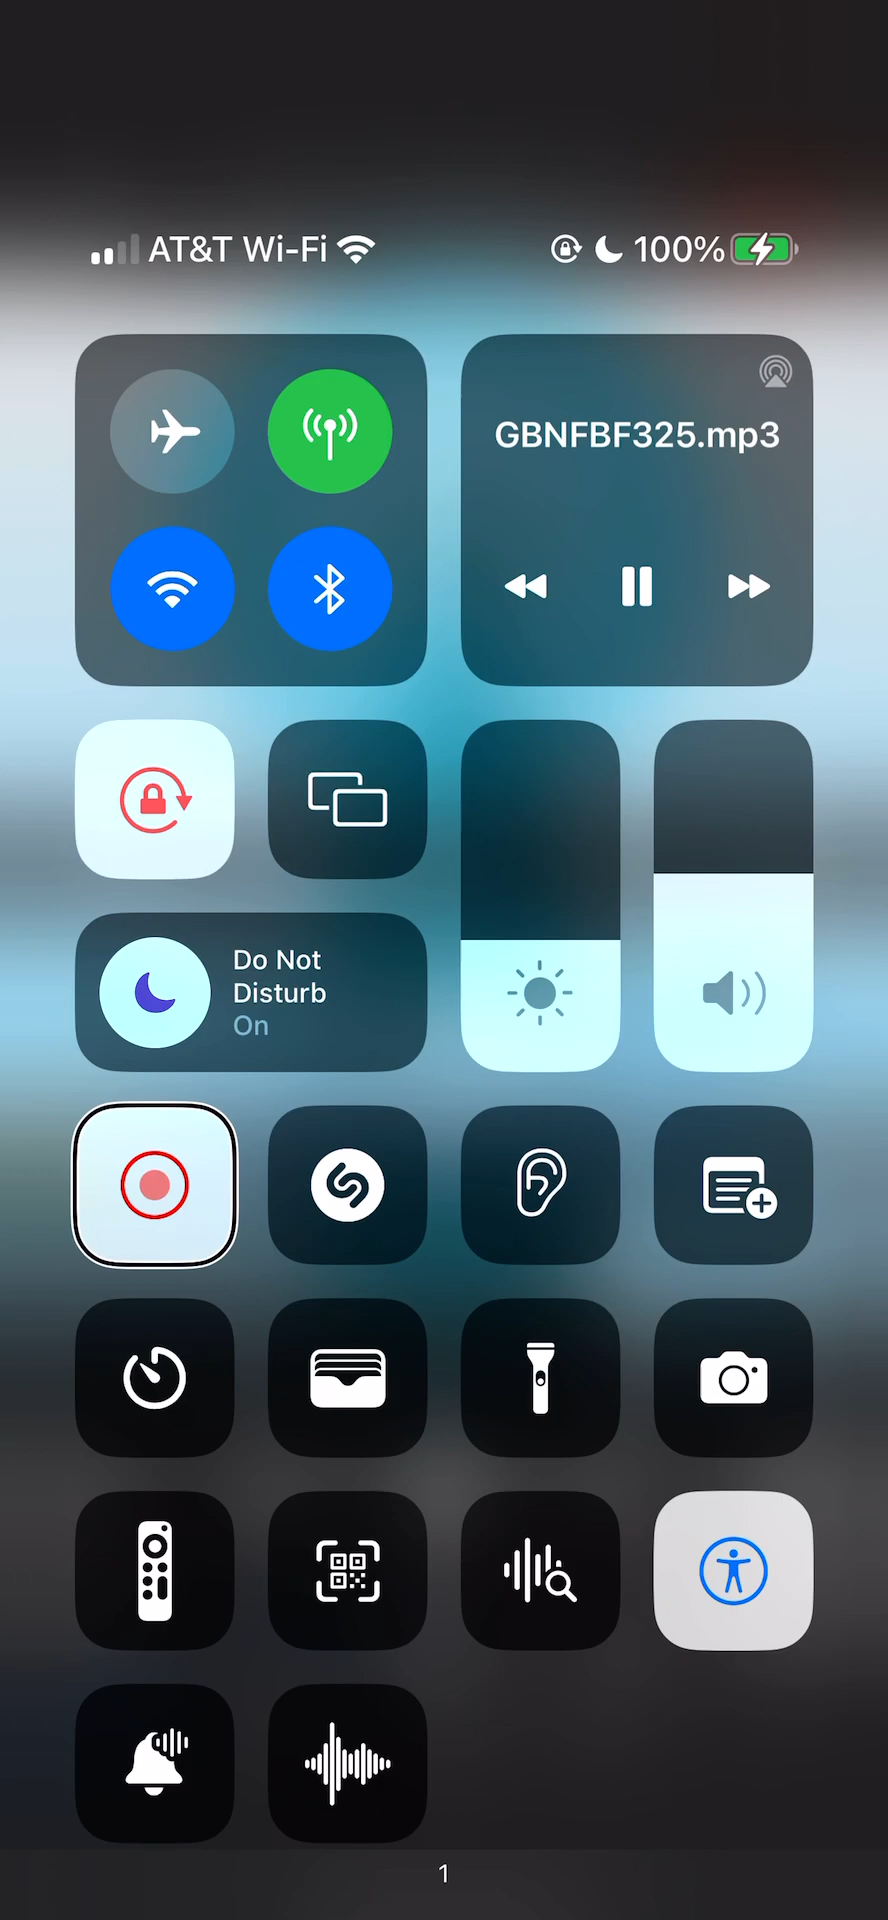 AT&T Wi-Fi 100%
GBNFBF325.mp3
Do Not
Disturb
On
1